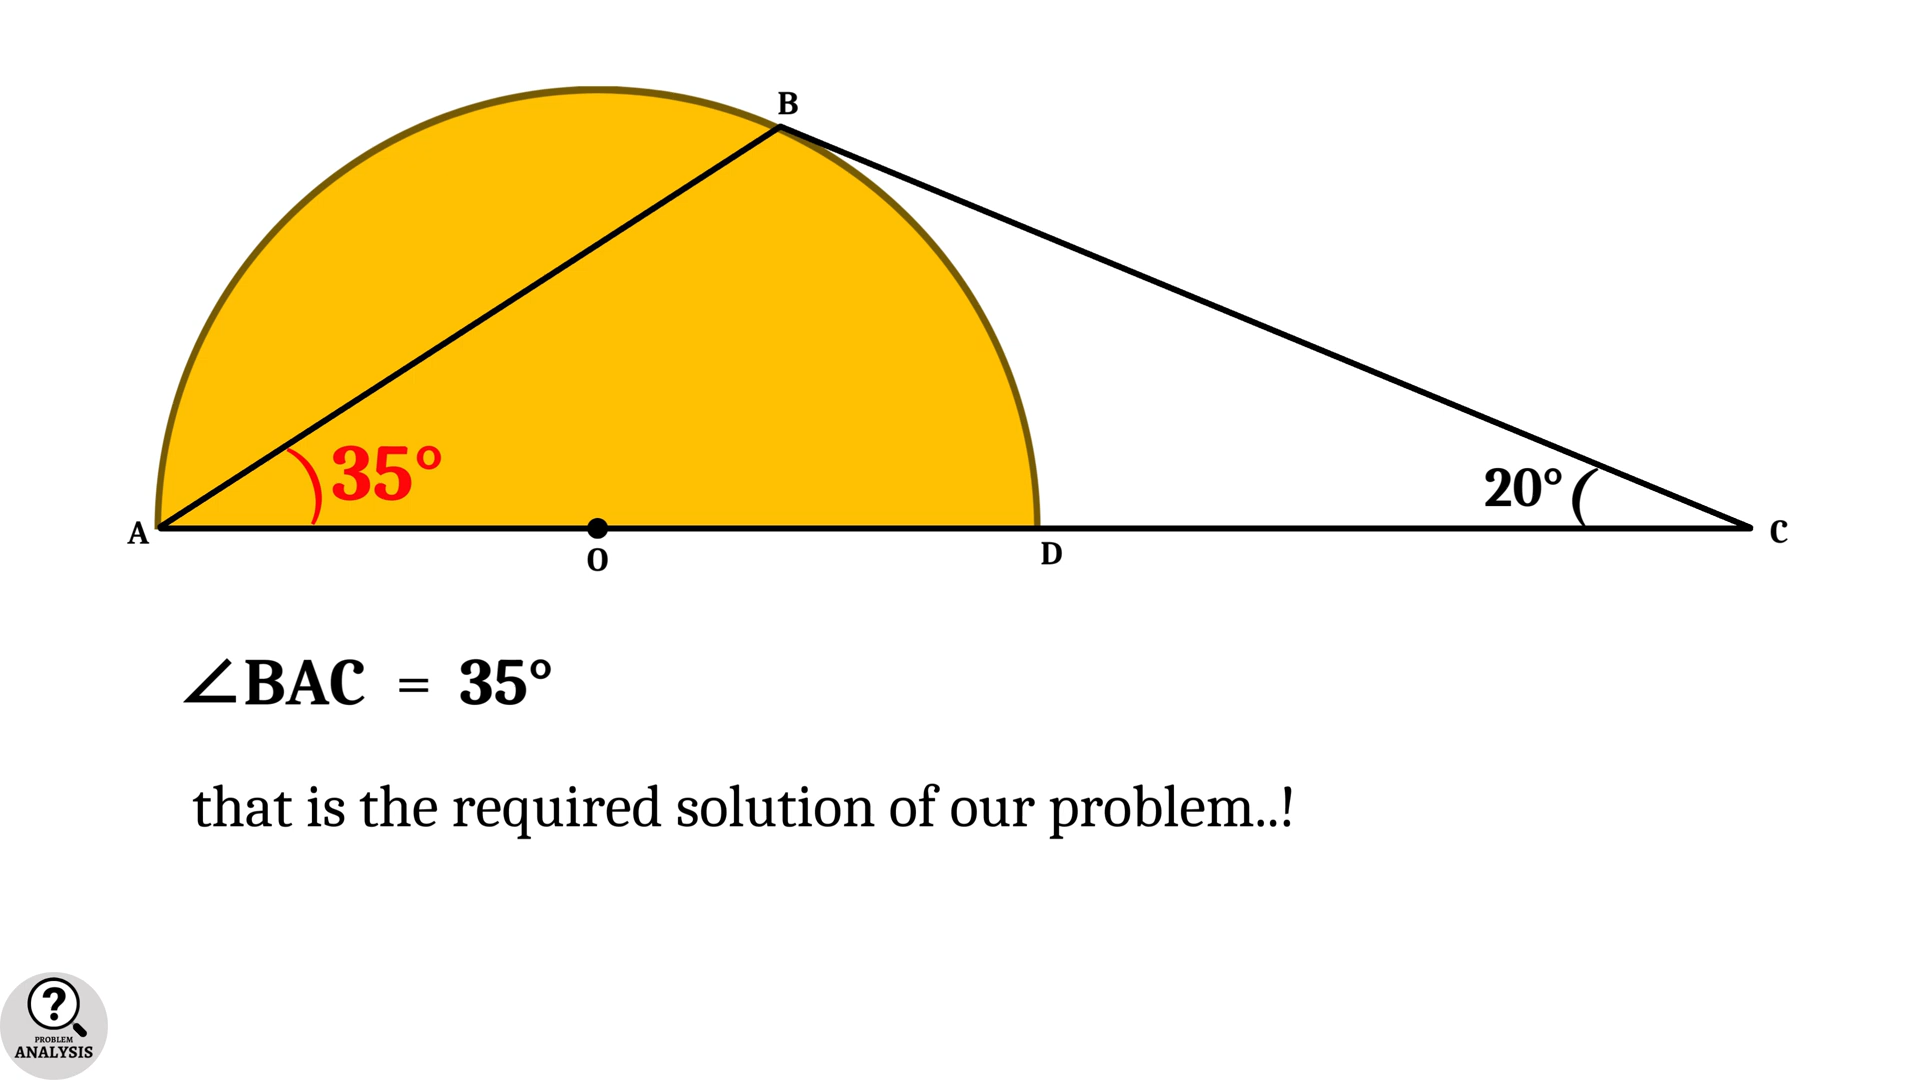 B
35°
20°
A
O
D
C
∠BAC = 35°
that is the required solution of our problem..!
?
PROBLEM
ANALYSIS